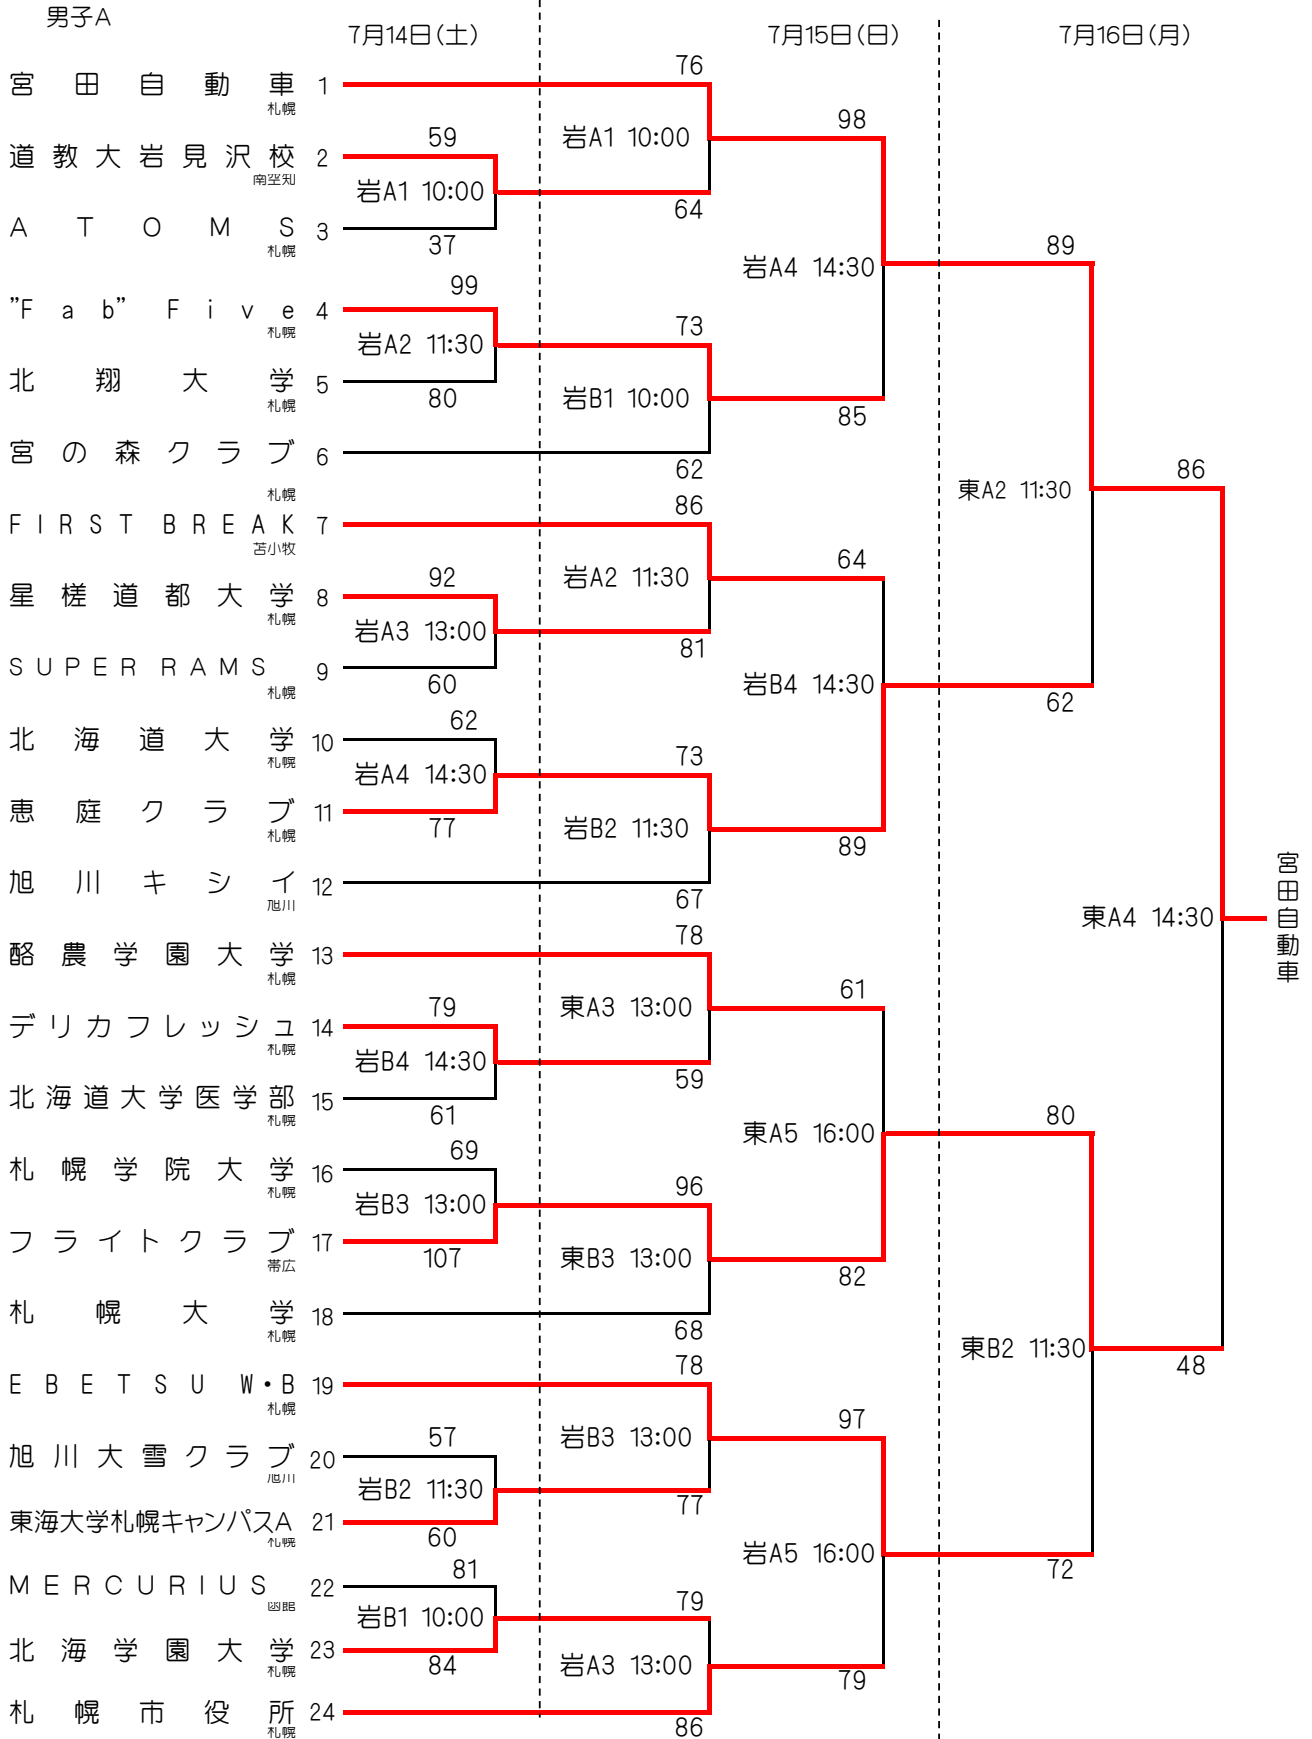 男子A
7月14日(土)
7月15日(日)
7月16日(月)
宮田自動車 1
札幌
道教大岩見沢校 2
南空知
ATOMS 3
札幌
”Fab” Five 4
札幌
北翔大学 5
札幌
宮の森クラブ 6
札幌
FIRST BREAK 7
苫小牧
星槎道都大学 8
札幌
SUPER RAMS 9
札幌
北海道大学 10
札幌
恵庭クラブ 11
札幌
旭川キシイ 12
旭川
酪農学園大学 13
札幌
デリカフレッシュ 14
札幌
北海道大学医学部 15
札幌
札幌学院大学 16
札幌
フライトクラブ 17
帯広
札幌大学 18
札幌
EBETSU W・B 19
札幌
旭川大雪クラブ 20
旭川
東海大学札幌キャンパスA 21
札幌
MERCURIUS 22
函館
北海学園大学 23
札幌
札幌市役所 24
札幌
59
岩A1 10:00
37
99
岩A2 11:30
80
92
岩A3 13:00
60
62
岩A4 14:30
77
79
岩B4 14:30
61
69
岩B3 13:00
107
57
岩B2 11:30
60
81
岩B1 10:00
84
76
岩A1 10:00
64
73
岩B1 10:00
62
86
岩A2 11:30
81
73
岩B2 11:30
67
78
東A3 13:00
59
96
東B3 13:00
68
78
岩B3 13:00
77
79
岩A3 13:00
86
98
岩A4 14:30
85
64
岩B4 14:30
89
61
東A5 16:00
82
97
岩A5 16:00
79
89
東A2 11:30
62
80
東B2 11:30
72
86
東A4 14:30
48
宮田自動車